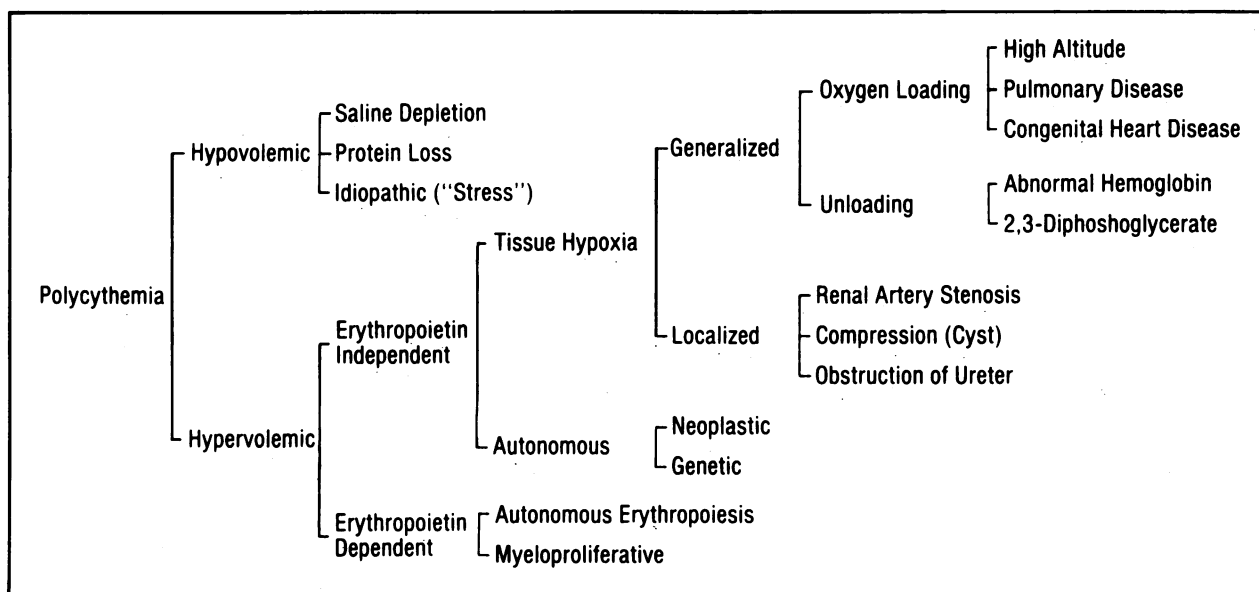 Polycythemia
Hypovolemic
Saline Depletion
Protein Loss
Idiopathic (''Stress'')
Hypervolemic
Erythropoietin
Independent
Tissue Hypoxia
Generalized
Oxygen Loading
High Altitude
Pulmonary Disease
Congenital Heart Disease
Unloading
Abnormal Hemoglobin
2,3-Diphoshoglycerate
Localized
Renal Artery Stenosis
Compression (Cyst)
Obstruction of Ureter
Autonomous
Neoplastic
Genetic
Erythropoietin
Dependent
Autonomous Erythropoiesis
Myeloproliferative